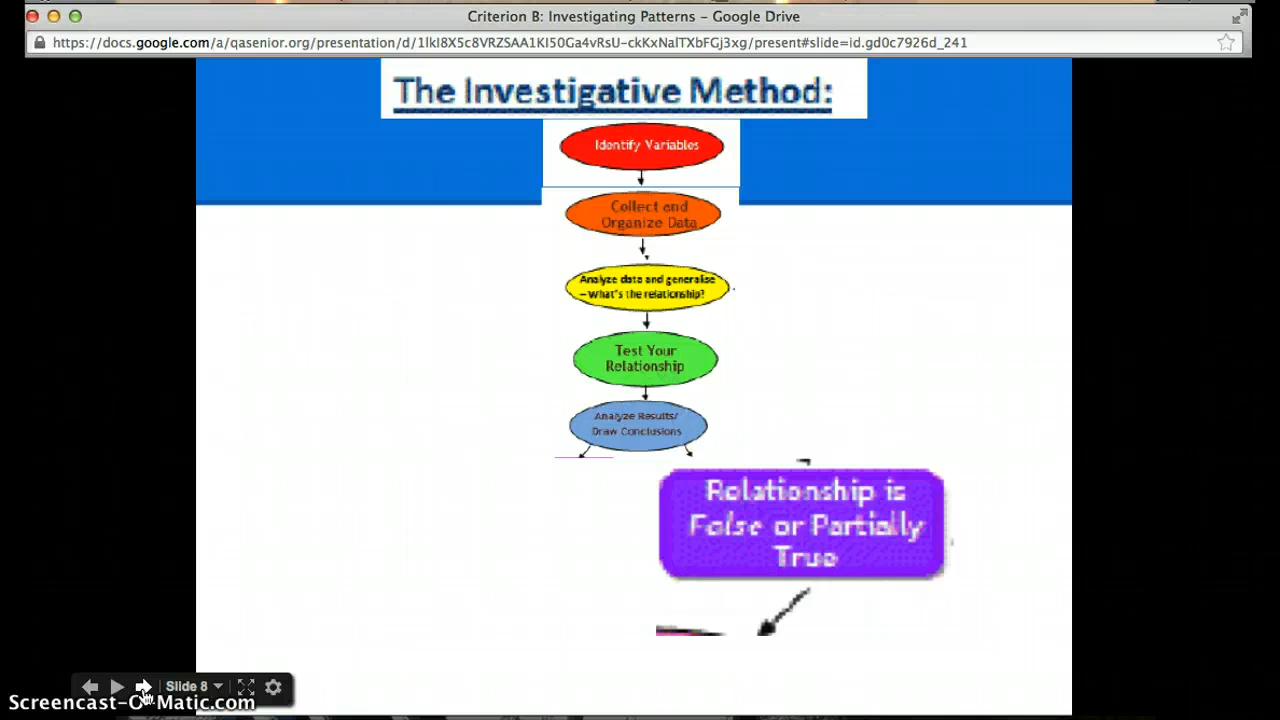 Criterion B: Investigating Patterns – Google Drive
https://docs.google.com/a/qasenior.org/presentation/d/1lkI8X5c8VRZSAA1KI50Ga4vRsU-ckKxNalTXbFGj3xg/present#slide=id.gd0c7926d_241
The Investigative Method:
Identify Variables
Collect and
Organize Data
Analyze data and generalise
– What's the relationship?
Test Your
Relationship
Analyze Results/
Draw Conclusions
Relationship is
False or Partially
True
Slide 8
Screencast-O-Matic.com